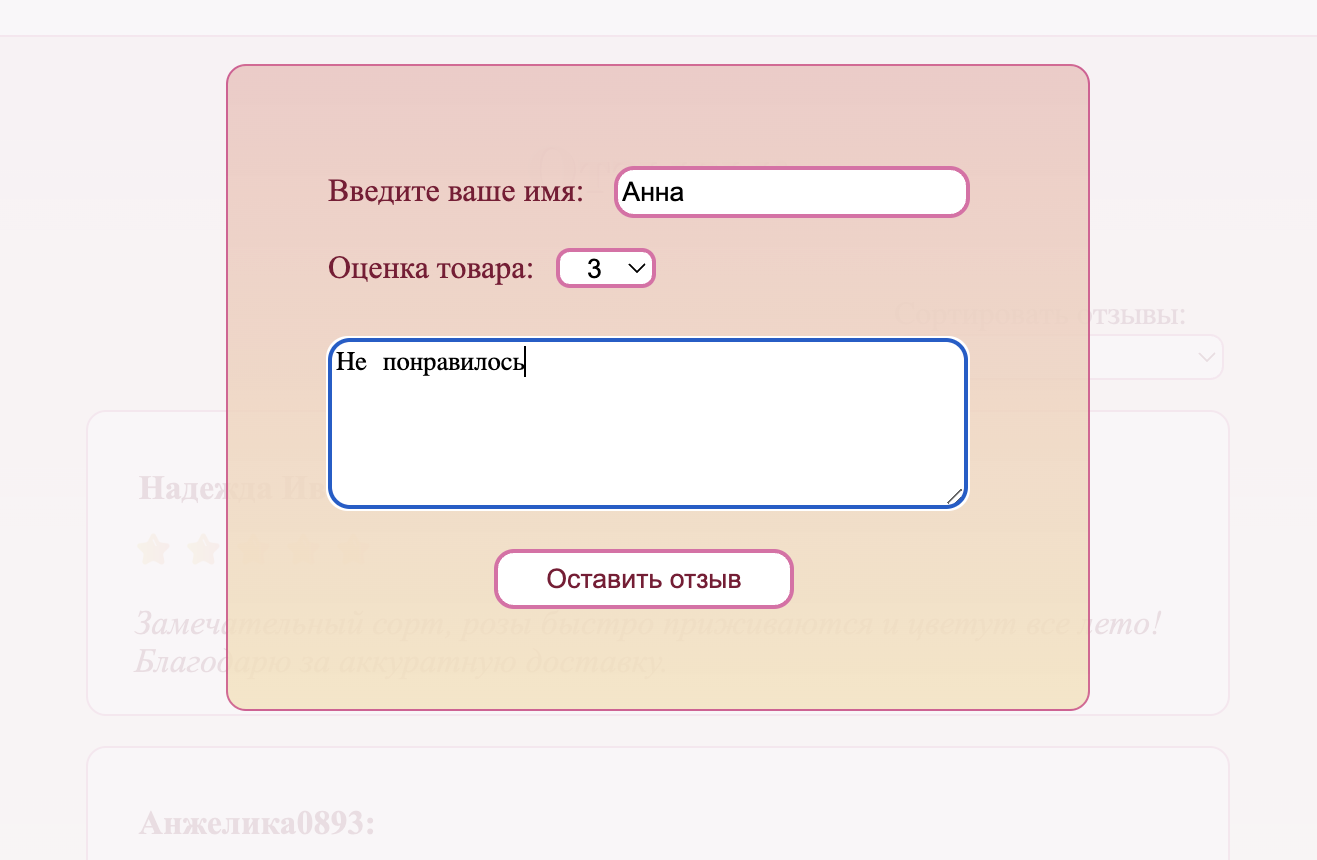 Введите ваше имя: Анна
Оценка товара: 3
Сортировать отзывы:
Не понравилось
Надежда Ив
Оставить отзыв
Замечательный сорт, розы быстро приживаются и цветут все лето!
Благодарю за аккуратную доставку.
Анжелика0893: